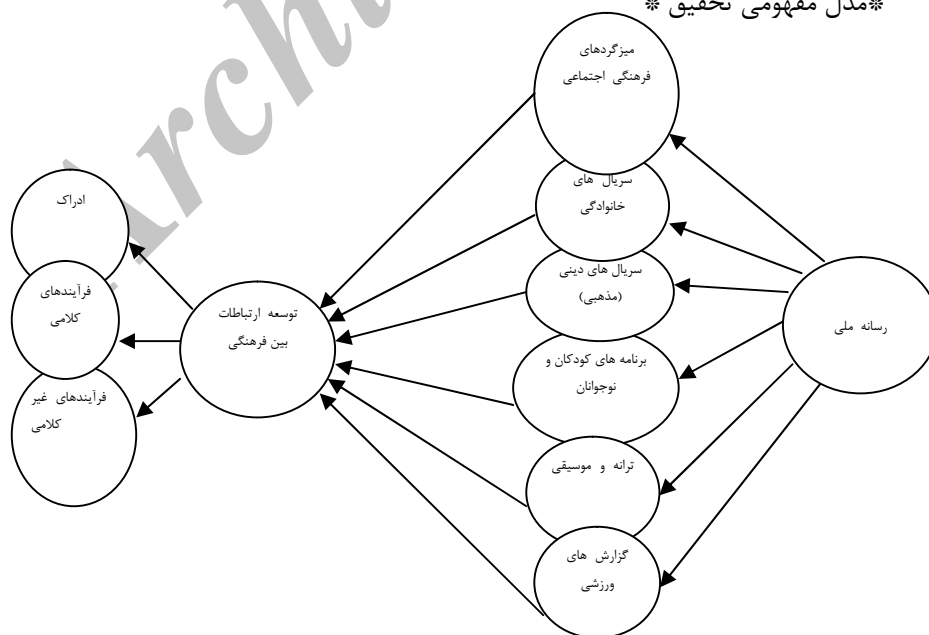 *مدل مفهومی تحقیق *
میزگردهای
فرهنگی اجتماعی
سریال های
خانوادگی
سریال های دینی
(مذهبی)
برنامه های کودکان و
نوجوانان
ترانه و موسیقی
گزارش های
ورزشی
رسانه ملی
توسعه ارتباطات
بین فرهنگی
ادراک
فرآیندهای
کلامی
فرآیندهای غیر
کلامی